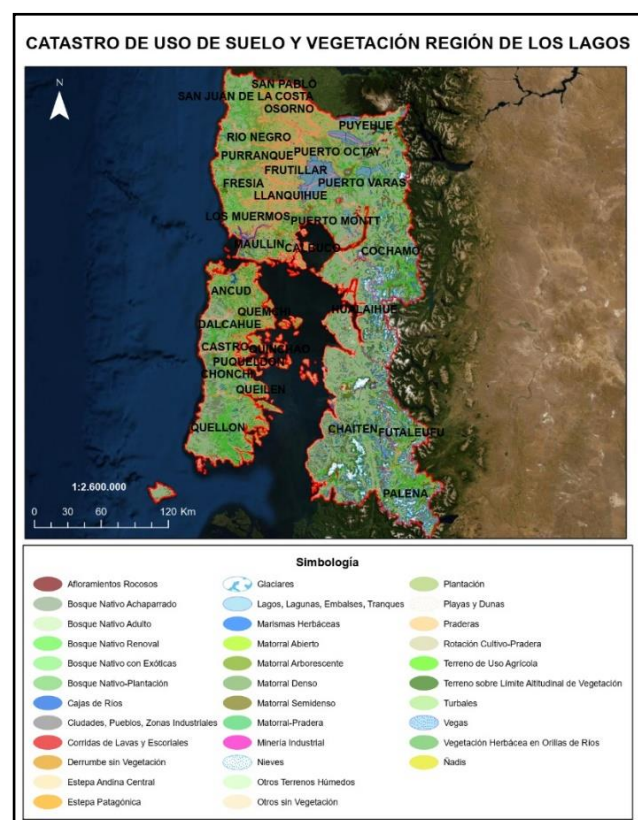 CATASTRO DE USO DE SUELO Y VEGETACIÓN REGIÓN DE LOS LAGOS
N
SAN PABLO
SAN JUAN DE LA COSTA
OSORNO
PUYEHUE
RIO NEGRO
PUERTO OCTAY
PURRANQUE
FRUTILLAR
FRESIA
PUERTO VARAS
LLANQUIHUE
LOS MUERMOS
PUERTO MONTT
MAULLIN
CALBUCO
COCHAMO
ANCUD
QUEMCHI
HUALAIHUE
DALCAHUE
CASTRO
QUINCHAO
PUQUELDON
CHONCHI
QUEILEN
QUELLON
CHAITEN
FUTALEUFU
PALENA
1:2.600.000
0 30 60 120 Km
Simbología
Afloramientos Rocosos
Bosque Nativo Achaparrado
Bosque Nativo Adulto
Bosque Nativo Renoval
Bosque Nativo con Exóticas
Bosque Nativo-Plantación
Cajas de Ríos
Ciudades, Pueblos, Zonas Industriales
Corridas de Lavas y Escoriales
Derrumbe sin Vegetación
Estepa Andina Central
Estepa Patagónica
Glaciares
Lagos, Lagunas, Embalses, Tranques
Marismas Herbáceas
Matorral Abierto
Matorral Arborescente
Matorral Denso
Matorral Semidenso
Matorral-Pradera
Minería Industrial
Nieves
Otros Terrenos Húmedos
Otros sin Vegetación
Plantación
Playas y Dunas
Praderas
Rotación Cultivo-Pradera
Terreno de Uso Agrícola
Terreno sobre Límite Altitudinal de Vegetación
Turbales
Vegas
Vegetación Herbácea en Orillas de Ríos
Ñadis